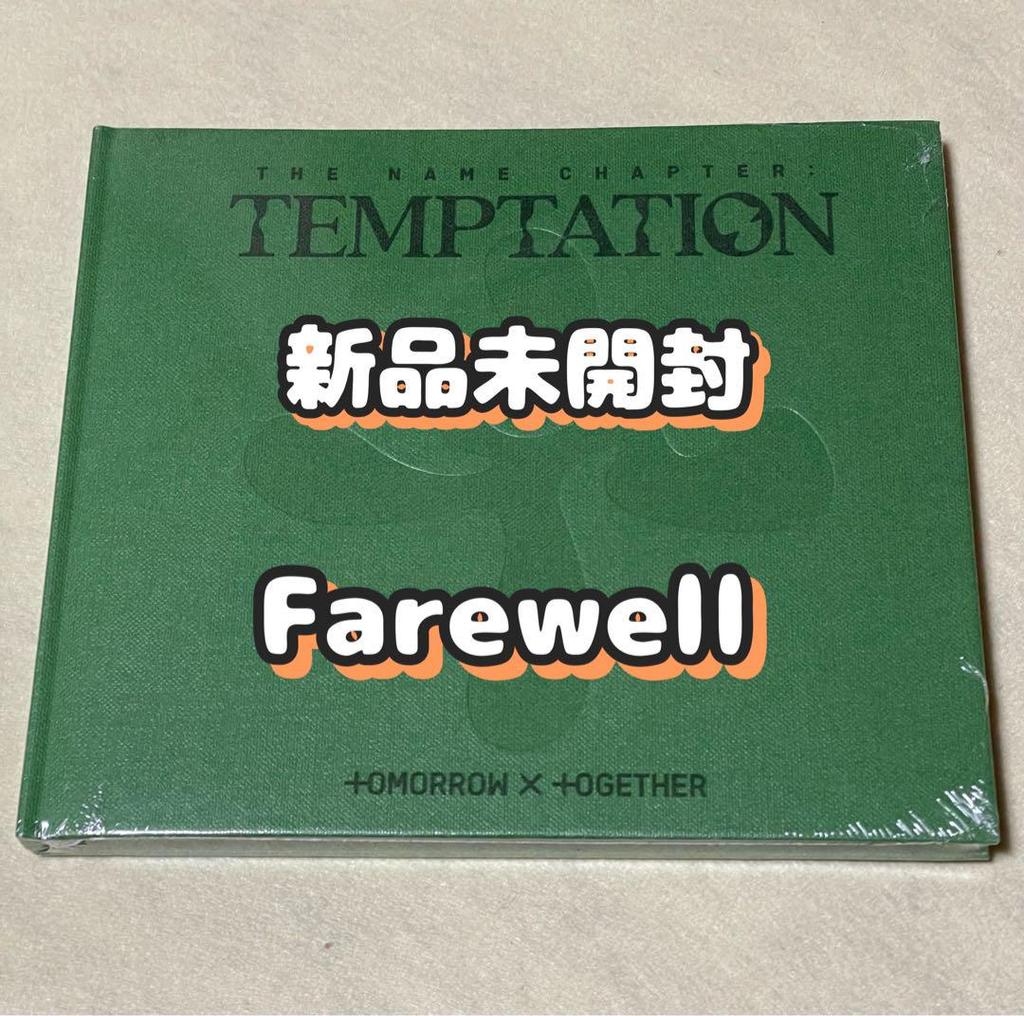 THE NAME CHAPTER:
TEMPTATION
新品未開封
Farewell
TOMORROW X TOGETHER